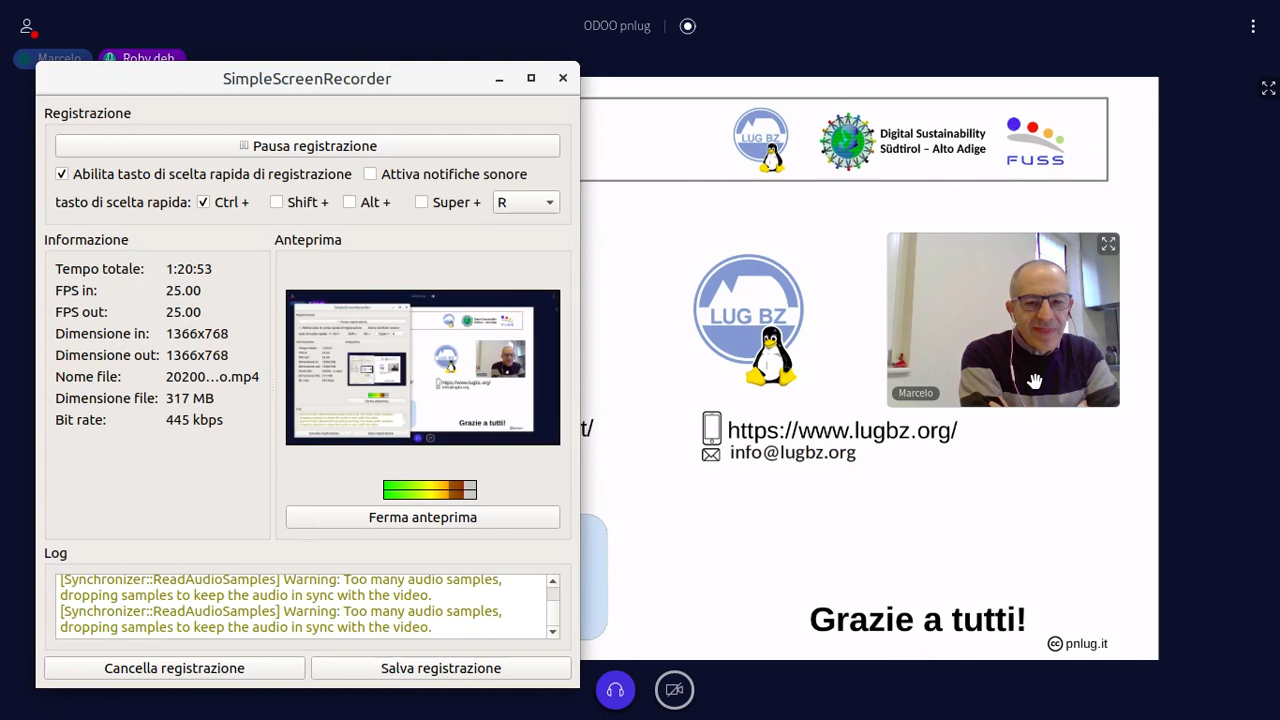 ODOO pnlug
Marcelo
Roby deb
SimpleScreenRecorder
Registrazione
Pausa registrazione
Abilita tasto di scelta rapida di registrazione
Attiva notifiche sonore
tasto di scelta rapida:
Ctrl +
Shift +
Alt +
Super +
R
Informazione
Tempo totale: 1:20:53
FPS in: 25.00
FPS out: 25.00
Dimensione in: 1366x768
Dimensione out: 1366x768
Nome file: 20200...o.mp4
Dimensione file: 317 MB
Bit rate: 445 kbps
Anteprima
Grazie a tutti!
Ferma anteprima
Log
[Synchronizer::ReadAudioSamples] Warning: Too many audio samples,
dropping samples to keep the audio in sync with the video.
[Synchronizer::ReadAudioSamples] Warning: Too many audio samples,
dropping samples to keep the audio in sync with the video.
Cancella registrazione
Salva registrazione
LUG BZ
Digital Sustainability
Südtirol – Alto Adige
FUSS
LUG BZ
Marcelo
t/
https://www.lugbz.org/
info@lugbz.org
Grazie a tutti!
cc pnlug.it